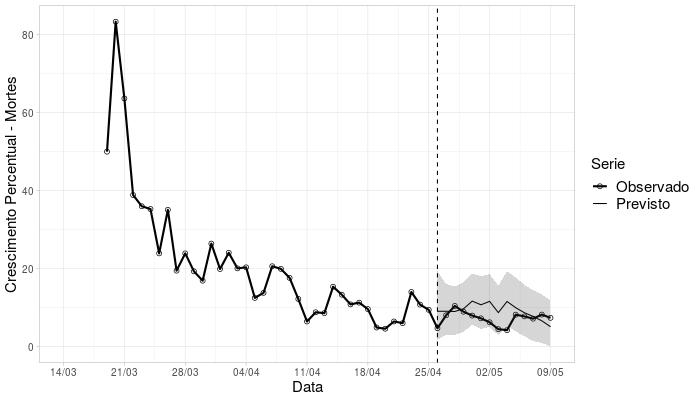 Crescimento Percentual - Mortes
80
60
40
20
0
14/03
21/03
28/03
04/04
11/04
18/04
25/04
02/05
09/05
Data
Serie
Observado
Previsto